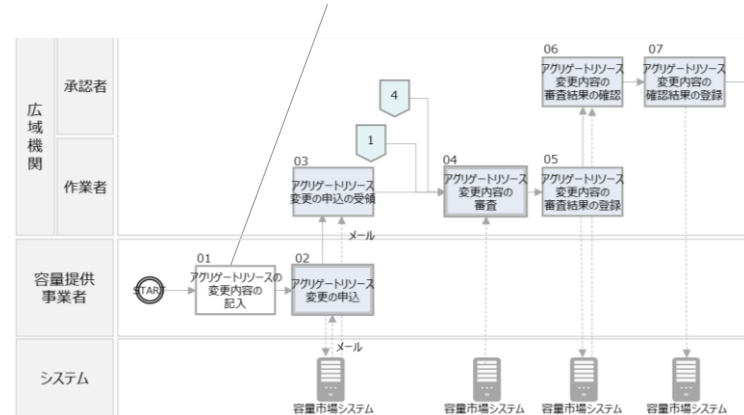 広
域
機
関
承認者
作業者
容量提供
事業者
システム
START
01
アグリゲートリソースの
変更内容の
記入
02
アグリゲートリソース
変更の申込
03
アグリゲートリソース
変更の申込の受領
メール
メール
1
4
04
アグリゲートリソース
変更内容の
審査
05
アグリゲートリソース
変更内容の
審査結果の登録
06
アグリゲートリソース
変更内容の
審査結果の確認
07
アグリゲートリソース
変更内容の
確認結果の登録
容量市場システム
容量市場システム
容量市場システム
容量市場システム